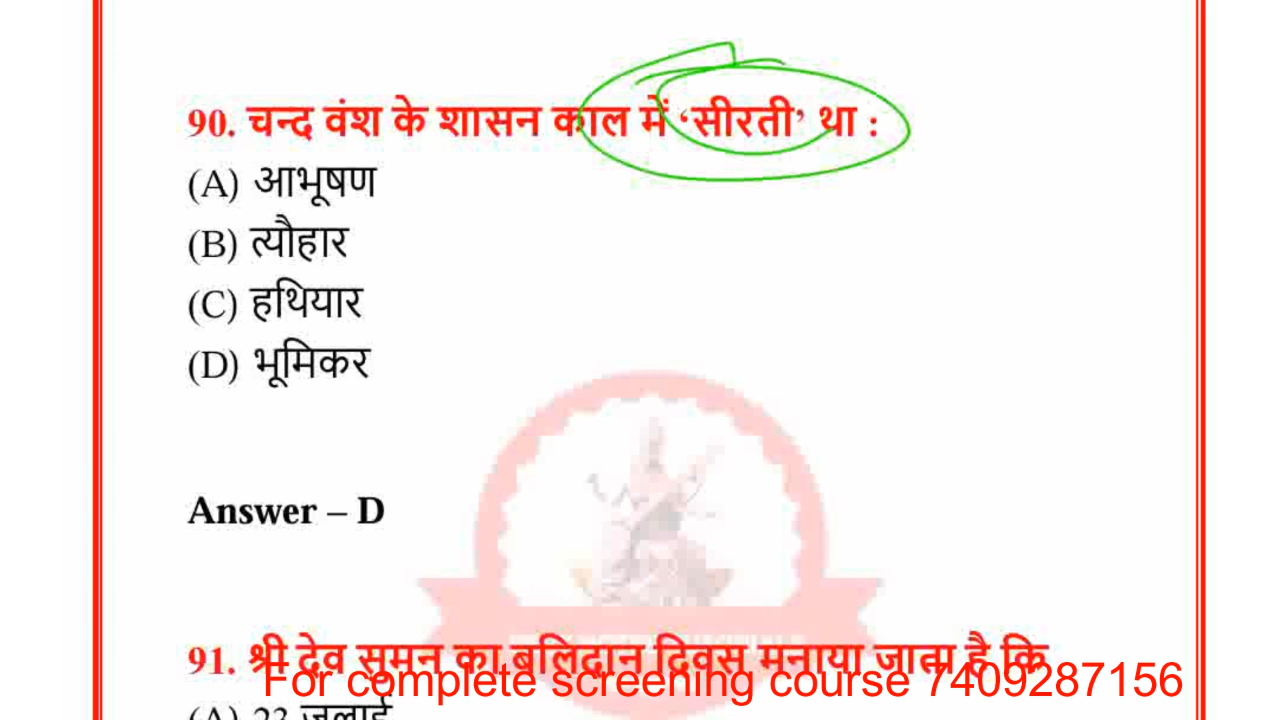 90. चन्द वंश के शासन काल में ‘सीरती’ था :
(A) आभूषण
(B) त्यौहार
(C) हथियार
(D) भूमिकर
Answer – D
91. श्री देव सुमन का बलिदान दिवस मनाया जाता है कि
For complete screening course 7409287156
(A) 23 जुलाई